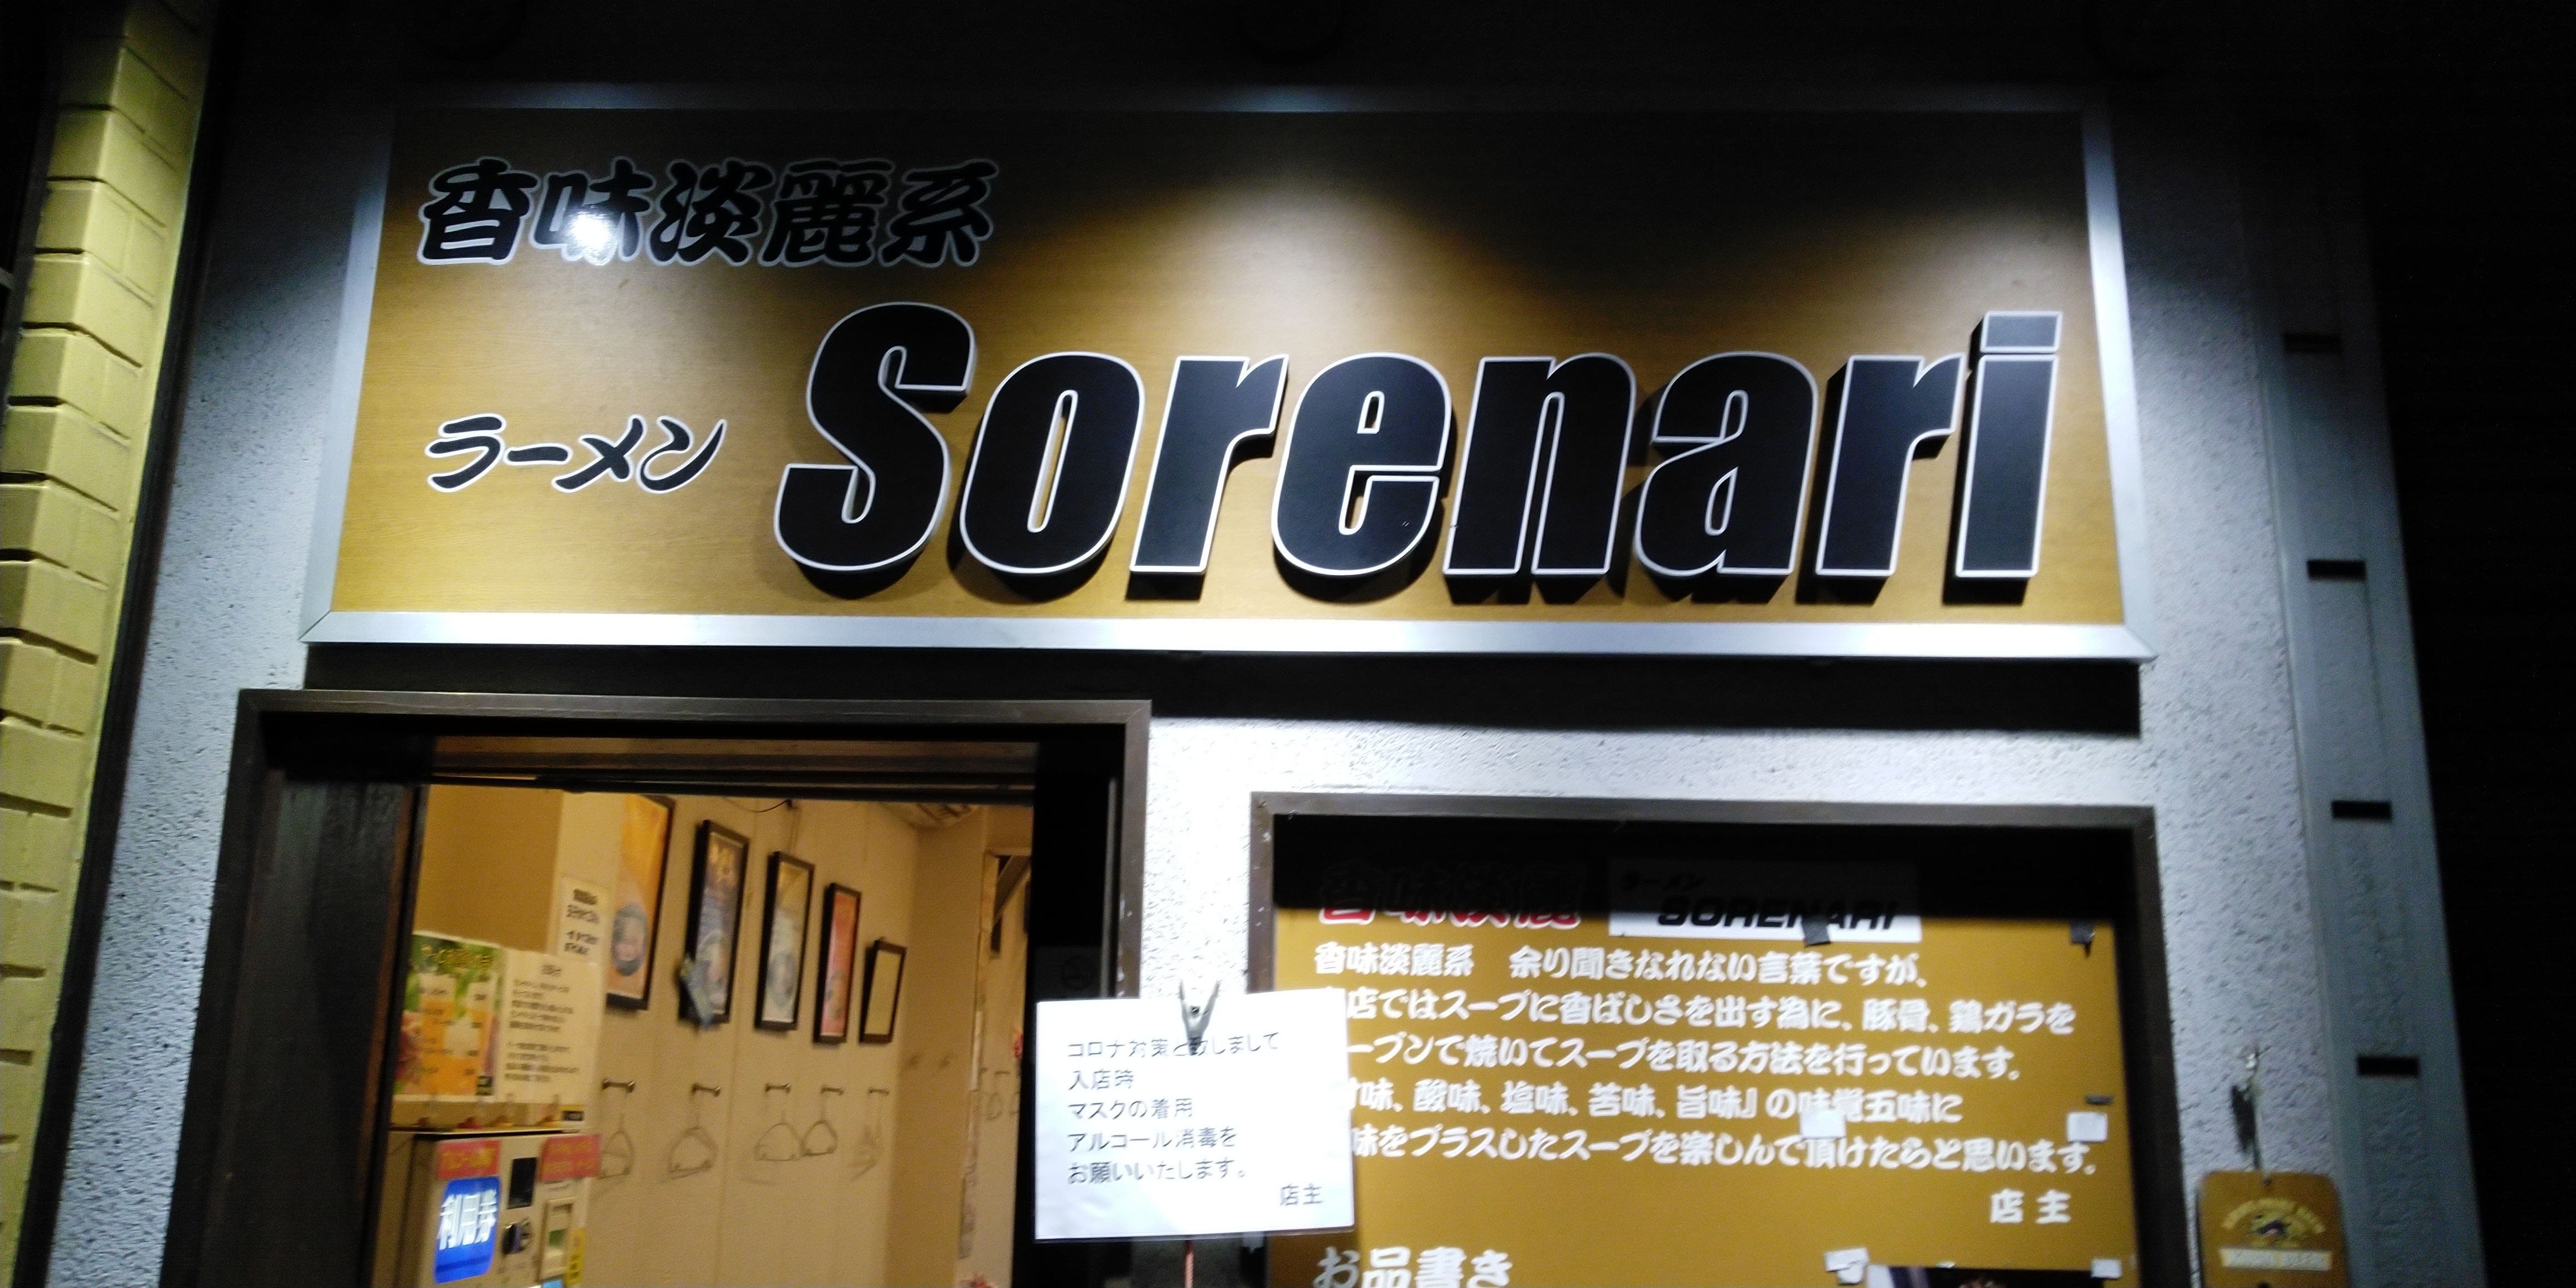 香味淡麗系
ラーメン Sorenari
香味淡麗
ラーメン
SORENARI
香味淡麗系 余り聞きなれない言葉ですが、
店ではスープに香ばしさを出す為に、豚骨、鶏ガラを
ーブンで焼いてスープを取る方法を行っています。
味、酸味、塩味、苦味、旨味』の味覚五味に
味をプラスしたスープを楽しんで頂けたらと思います。
店主
お品書き
コロナ対策と致しまして
入店時
マスクの着用
アルコール消毒を
お願いいたします。
店主
利用券